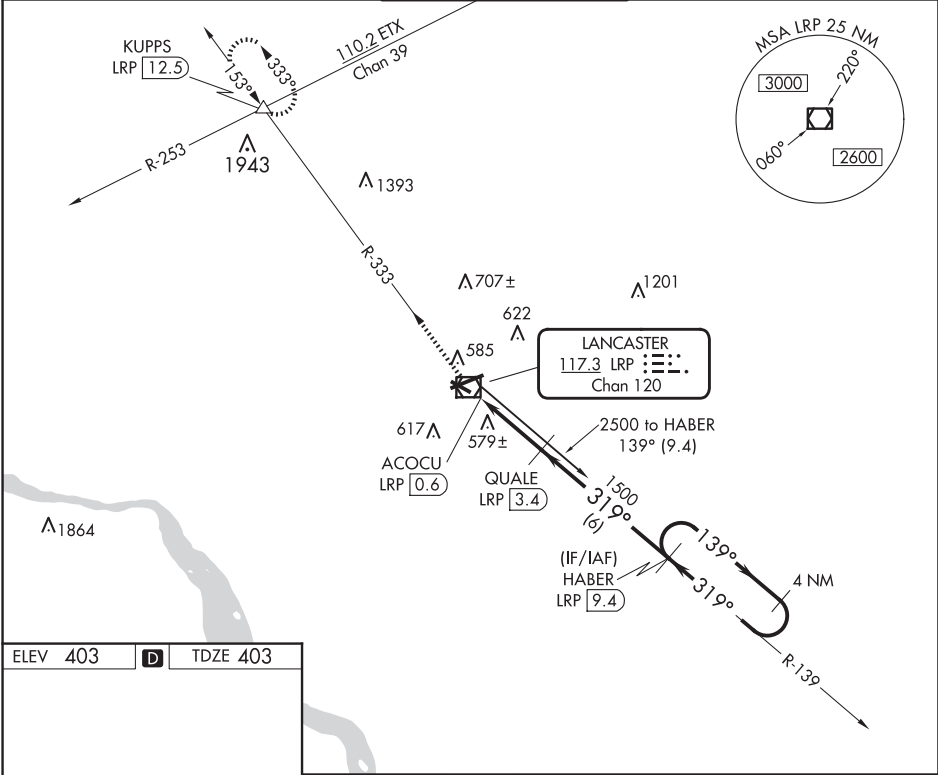 KUPPS
LRP 12.5
153°
333°
110.2 ETX
Chan 39
R-253
1943
1393
R-333
MSA LRP 25 NM
3000
220°
060°
2600
707±
1201
622
585
LANCASTER
117.3 LRP
Chan 120
617
579±
2500 to HABER
139° (9.4)
ACOCU
LRP 0.6
QUALE
LRP 3.4
1500
319°
(6)
1864
(IF/IAF)
HABER
LRP 9.4
139°
319°
4 NM
R-139
ELEV 403 D TDZE 403